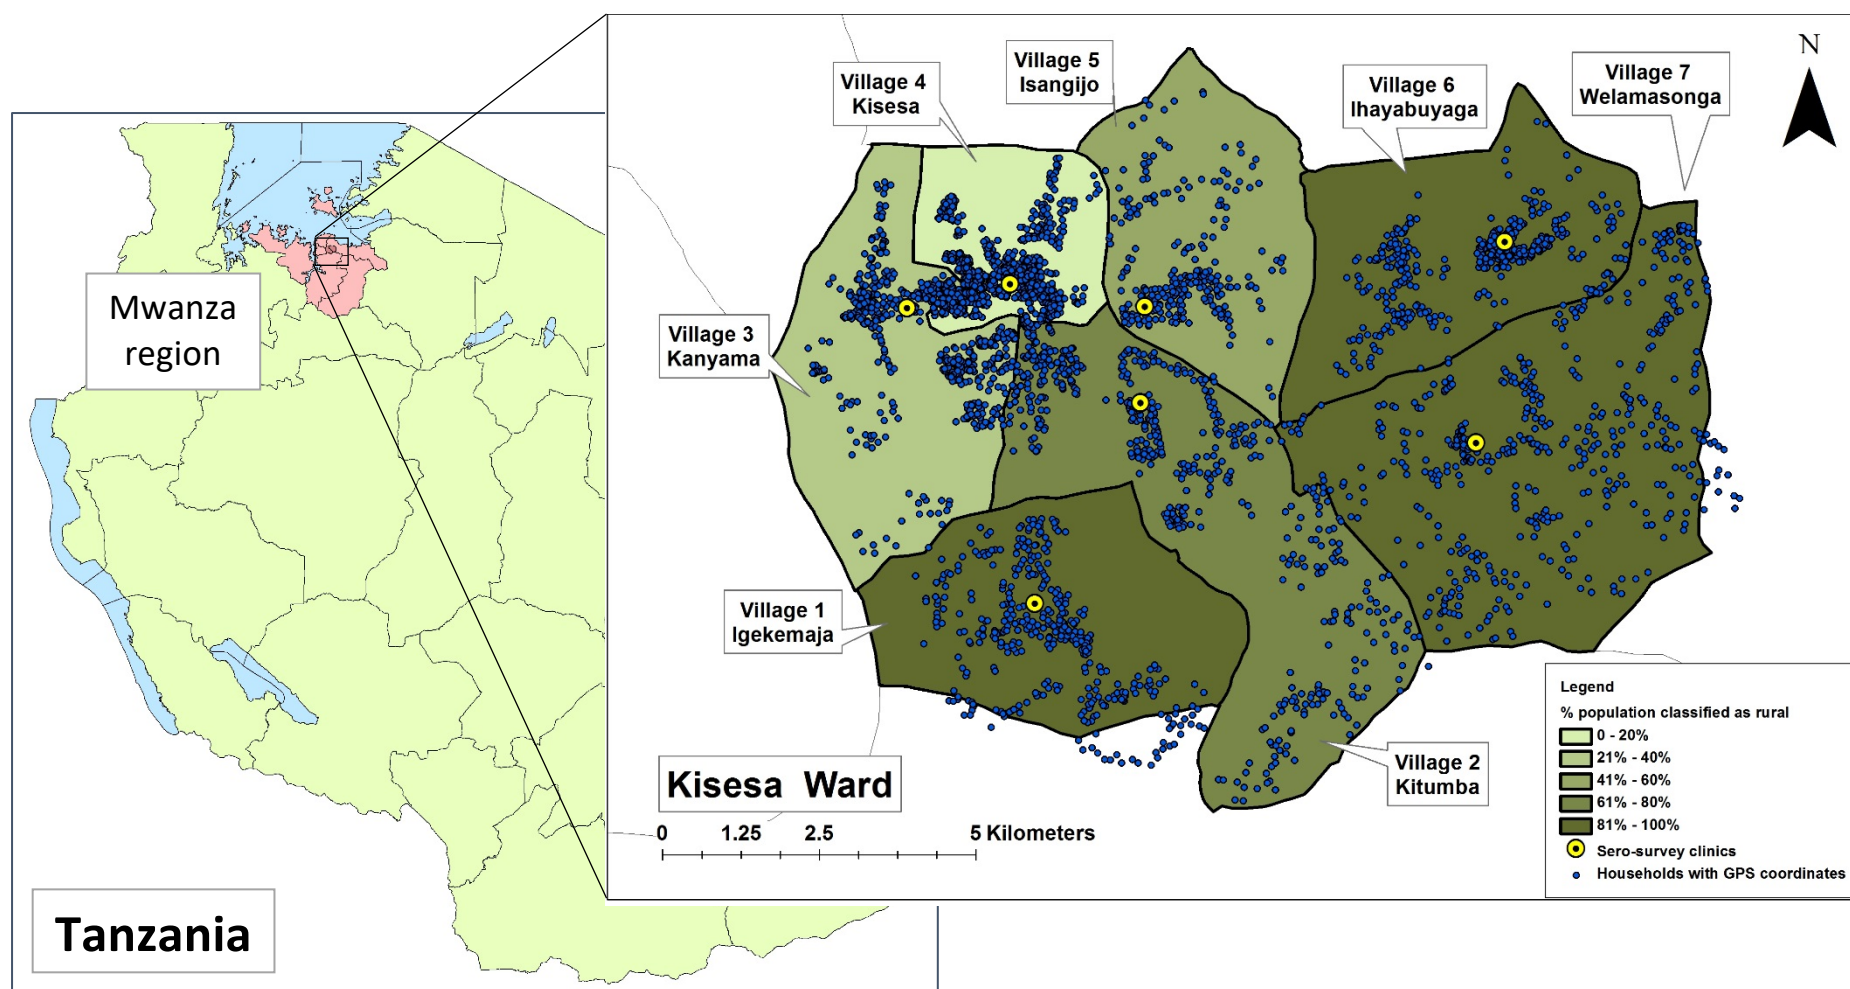 Village 5
Isangijo
Village 4
Kisesa
Village 6
Ihayabuyaga
Village 7
Welamasonga
N
Mwanza
region
Village 3
Kanyama
Village 1
Igekemaja
Village 2
Kitumba
Kisesa Ward
0 1.25 2.5 5 Kilometers
Legend
% population classified as rural
0 - 20%
21% - 40%
41% - 60%
61% - 80%
81% - 100%
Sero-survey clinics
Households with GPS coordinates
Tanzania